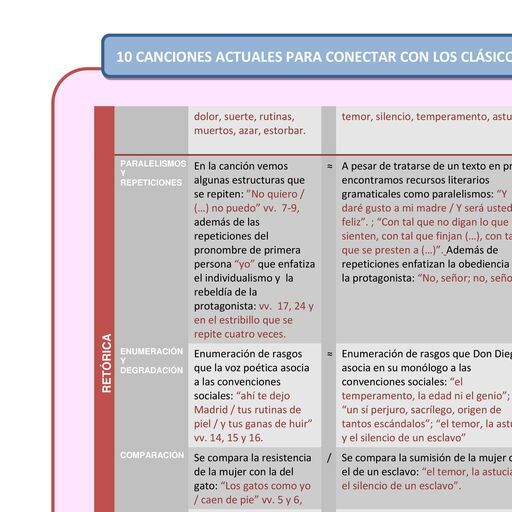 10 CANCIONES ACTUALES PARA CONECTAR CON LOS CLÁSICO
dolor, suerte, rutinas,
muertos, azar, estorbar.
temor, silencio, temperamento, astu
RETÓRICA
PARALELISMOS
Y
REPETICIONES
En la canción vemos
algunas estructuras que
se repiten: "No quiero /
(…) no puedo" vv.  7-9,
además de las
repeticiones del
pronombre de primera
persona "yo" que enfatiza
el individualismo y  la
rebeldía de la
protagonista: vv.  17, 24 y
en el estribillo que se
repite cuatro veces.
≈
A pesar de tratarse de un texto en pr
encontramos recursos literarios
gramaticales como paralelismos: "Y
daré gusto a mi madre / Y será usted
feliz". ; "Con tal que no digan lo que
sienten, con tal que finjan (…), con ta
que se presten a (…)". Además de
repeticiones enfatizan la obediencia
la protagonista: "No, señor; no, seño
ENUMERACIÓN
Y
DEGRADACIÓN
Enumeración de rasgos
que la voz poética asocia
a las convenciones
sociales: "ahí te dejo
Madrid / tus rutinas de
piel / y tus ganas de huir"
vv. 14, 15 y 16.
≈
Enumeración de rasgos que Don Dieg
asocia en su monólogo a las
convenciones sociales: "el
temperamento, la edad ni el genio";
"un sí perjuro, sacrílego, origen de
tantos escándalos"; "el temor, la astu
y el silencio de un esclavo"
COMPARACIÓN
Se compara la resistencia
de la mujer con la del
gato: "Los gatos como yo
/ caen de pie" vv. 5 y 6,
/
Se compara la sumisión de la mujer c
el de un esclavo: "el temor, la astucia
el silencio de un esclavo".